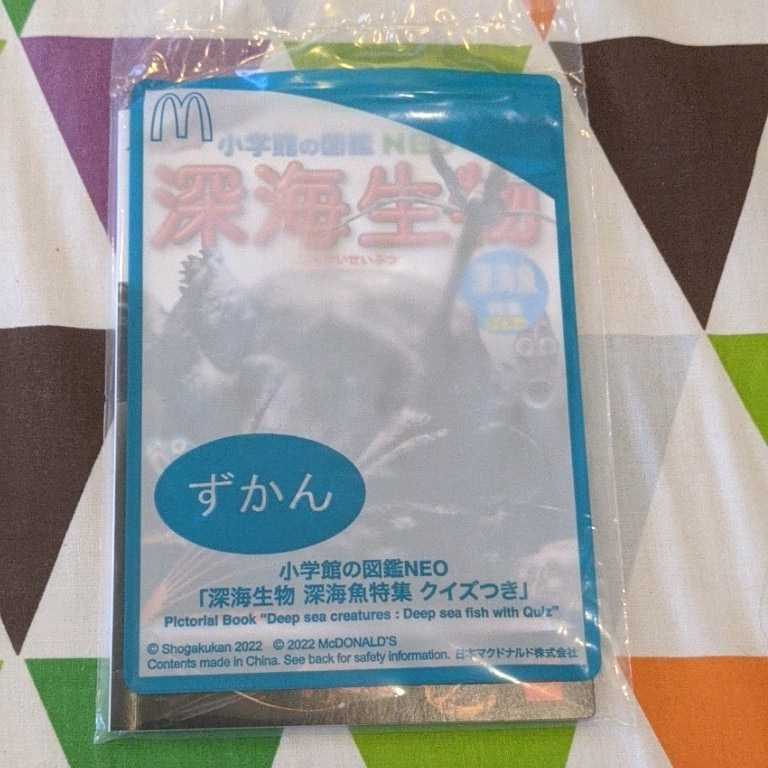 小学館の図鑑 NEO
深海生物
ずかん
小学館の図鑑NEO
「深海生物 深海魚特集 クイズつき」
Pictorial Book "Deep sea creatures : Deep sea fish with Quiz"
© Shogakukan 2022 © 2022 McDONALD'S
Contents made in China. See back for safety information. 日本マクドナルド株式会社